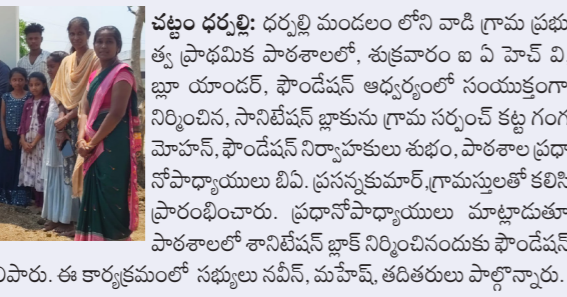 చట్టం ధర్పల్లి: ధర్పల్లి మండలం లోని వాడి గ్రామ ప్రభు
త్వ ప్రాథమిక పాఠశాలలో, శుక్రవారం ఐ ఏ హెచ్ వి.
బ్లూ యాండర్, ఫౌండేషన్ ఆధ్వర్యంలో సంయుక్తంగా
నిర్మించిన, సానిటేషన్ బ్లాకును గ్రామ సర్పంచ్ కట్ట గంగ
మోహన్, ఫౌండేషన్ నిర్వాహకులు శుభం, పాఠశాల ప్రధా
నోపాధ్యాయులు బిఏ. ప్రసన్నకుమార్,గ్రామస్తులతో కలిసి
ప్రారంభించారు. ప్రధానోపాధ్యాయులు మాట్లాడుతూ
పాఠశాలలో శానిటేషన్ బ్లాక్ నిర్మించినందుకు ఫౌండేషన్
పారు. ఈ కార్యక్రమంలో సభ్యులు నవీన్, మహేష్, తదితరులు పాల్గొన్నారు.